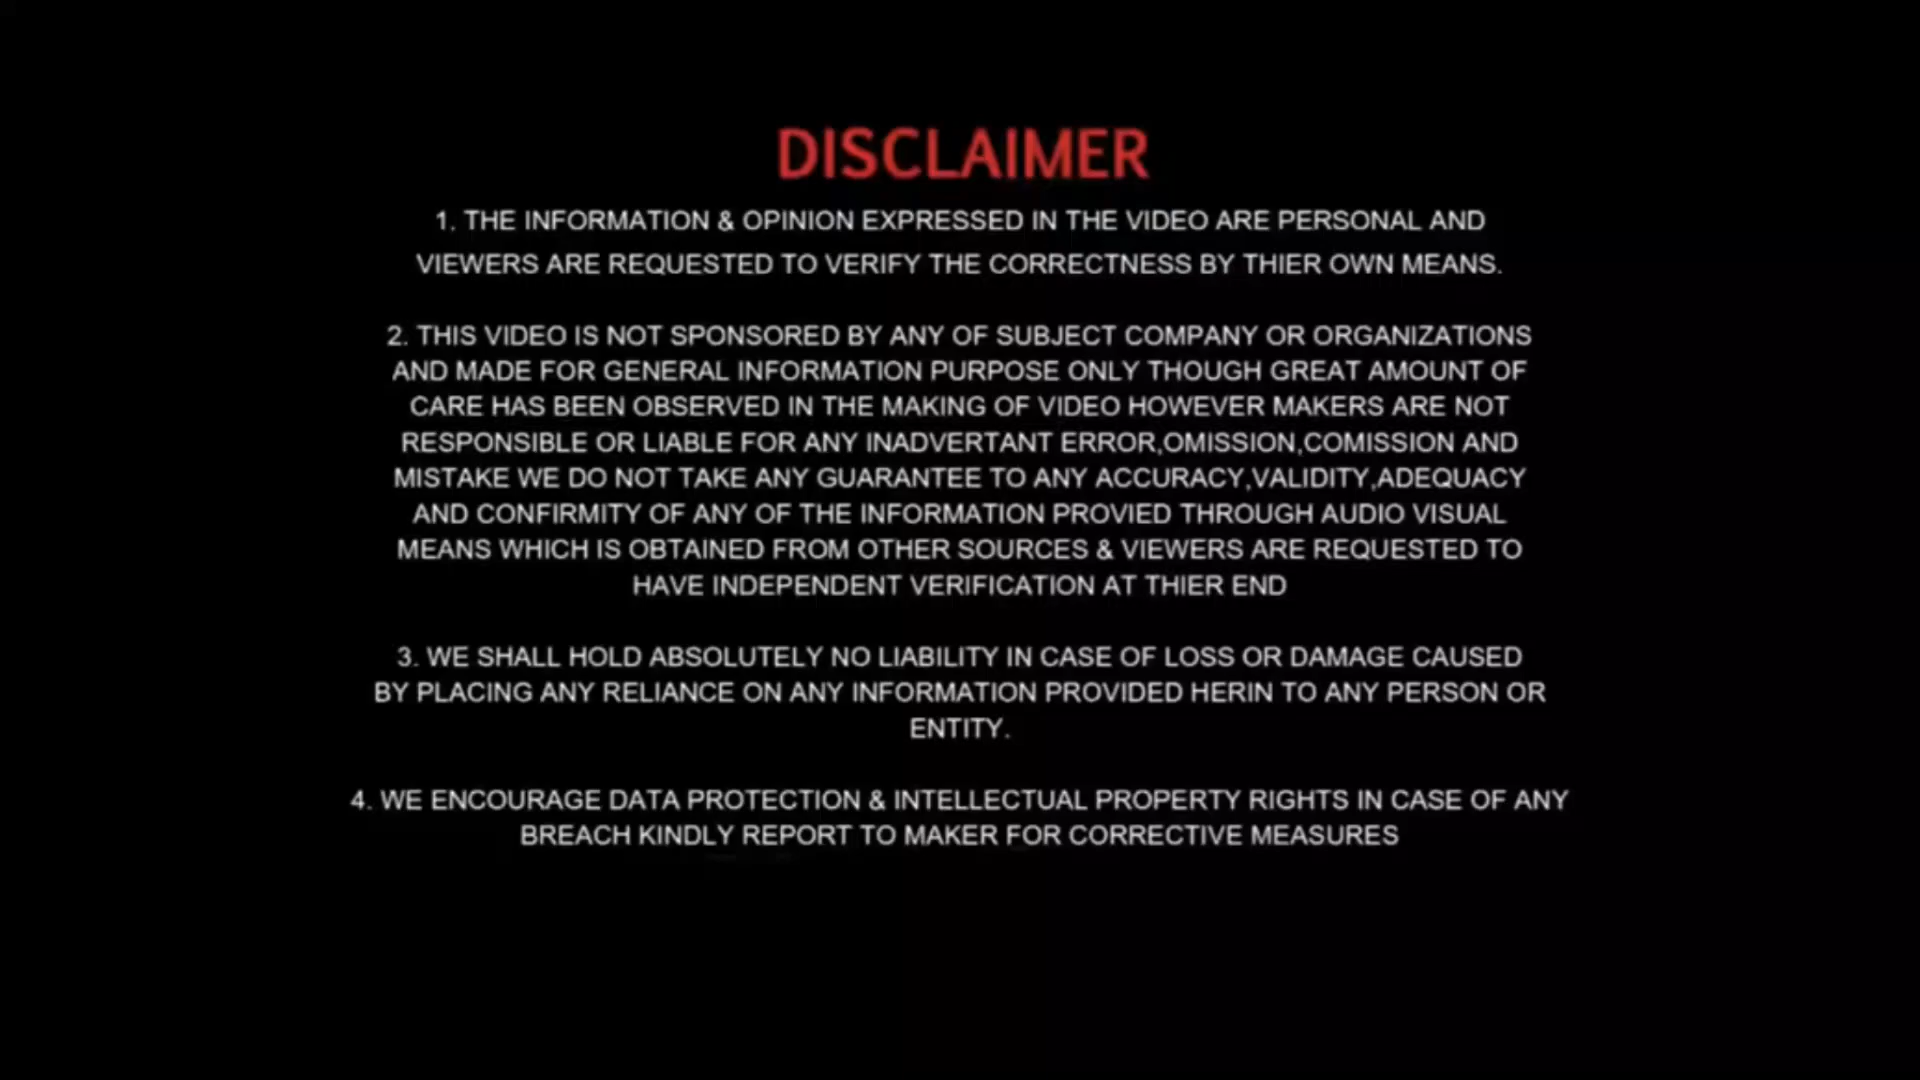 DISCLAIMER
1. THE INFORMATION & OPINION EXPRESSED IN THE VIDEO ARE PERSONAL AND
VIEWERS ARE REQUESTED TO VERIFY THE CORRECTNESS BY THIER OWN MEANS.
2. THIS VIDEO IS NOT SPONSORED BY ANY OF SUBJECT COMPANY OR ORGANIZATIONS
AND MADE FOR GENERAL INFORMATION PURPOSE ONLY THOUGH GREAT AMOUNT OF
CARE HAS BEEN OBSERVED IN THE MAKING OF VIDEO HOWEVER MAKERS ARE NOT
RESPONSIBLE OR LIABLE FOR ANY INADVERTANT ERROR,OMISSION,COMISSION AND
MISTAKE WE DO NOT TAKE ANY GUARANTEE TO ANY ACCURACY,VALIDITY,ADEQUACY
AND CONFIRMITY OF ANY OF THE INFORMATION PROVIED THROUGH AUDIO VISUAL
MEANS WHICH IS OBTAINED FROM OTHER SOURCES & VIEWERS ARE REQUESTED TO
HAVE INDEPENDENT VERIFICATION AT THIER END
3. WE SHALL HOLD ABSOLUTELY NO LIABILITY IN CASE OF LOSS OR DAMAGE CAUSED
BY PLACING ANY RELIANCE ON ANY INFORMATION PROVIDED HERIN TO ANY PERSON OR
ENTITY.
4. WE ENCOURAGE DATA PROTECTION & INTELLECTUAL PROPERTY RIGHTS IN CASE OF ANY
BREACH KINDLY REPORT TO MAKER FOR CORRECTIVE MEASURES